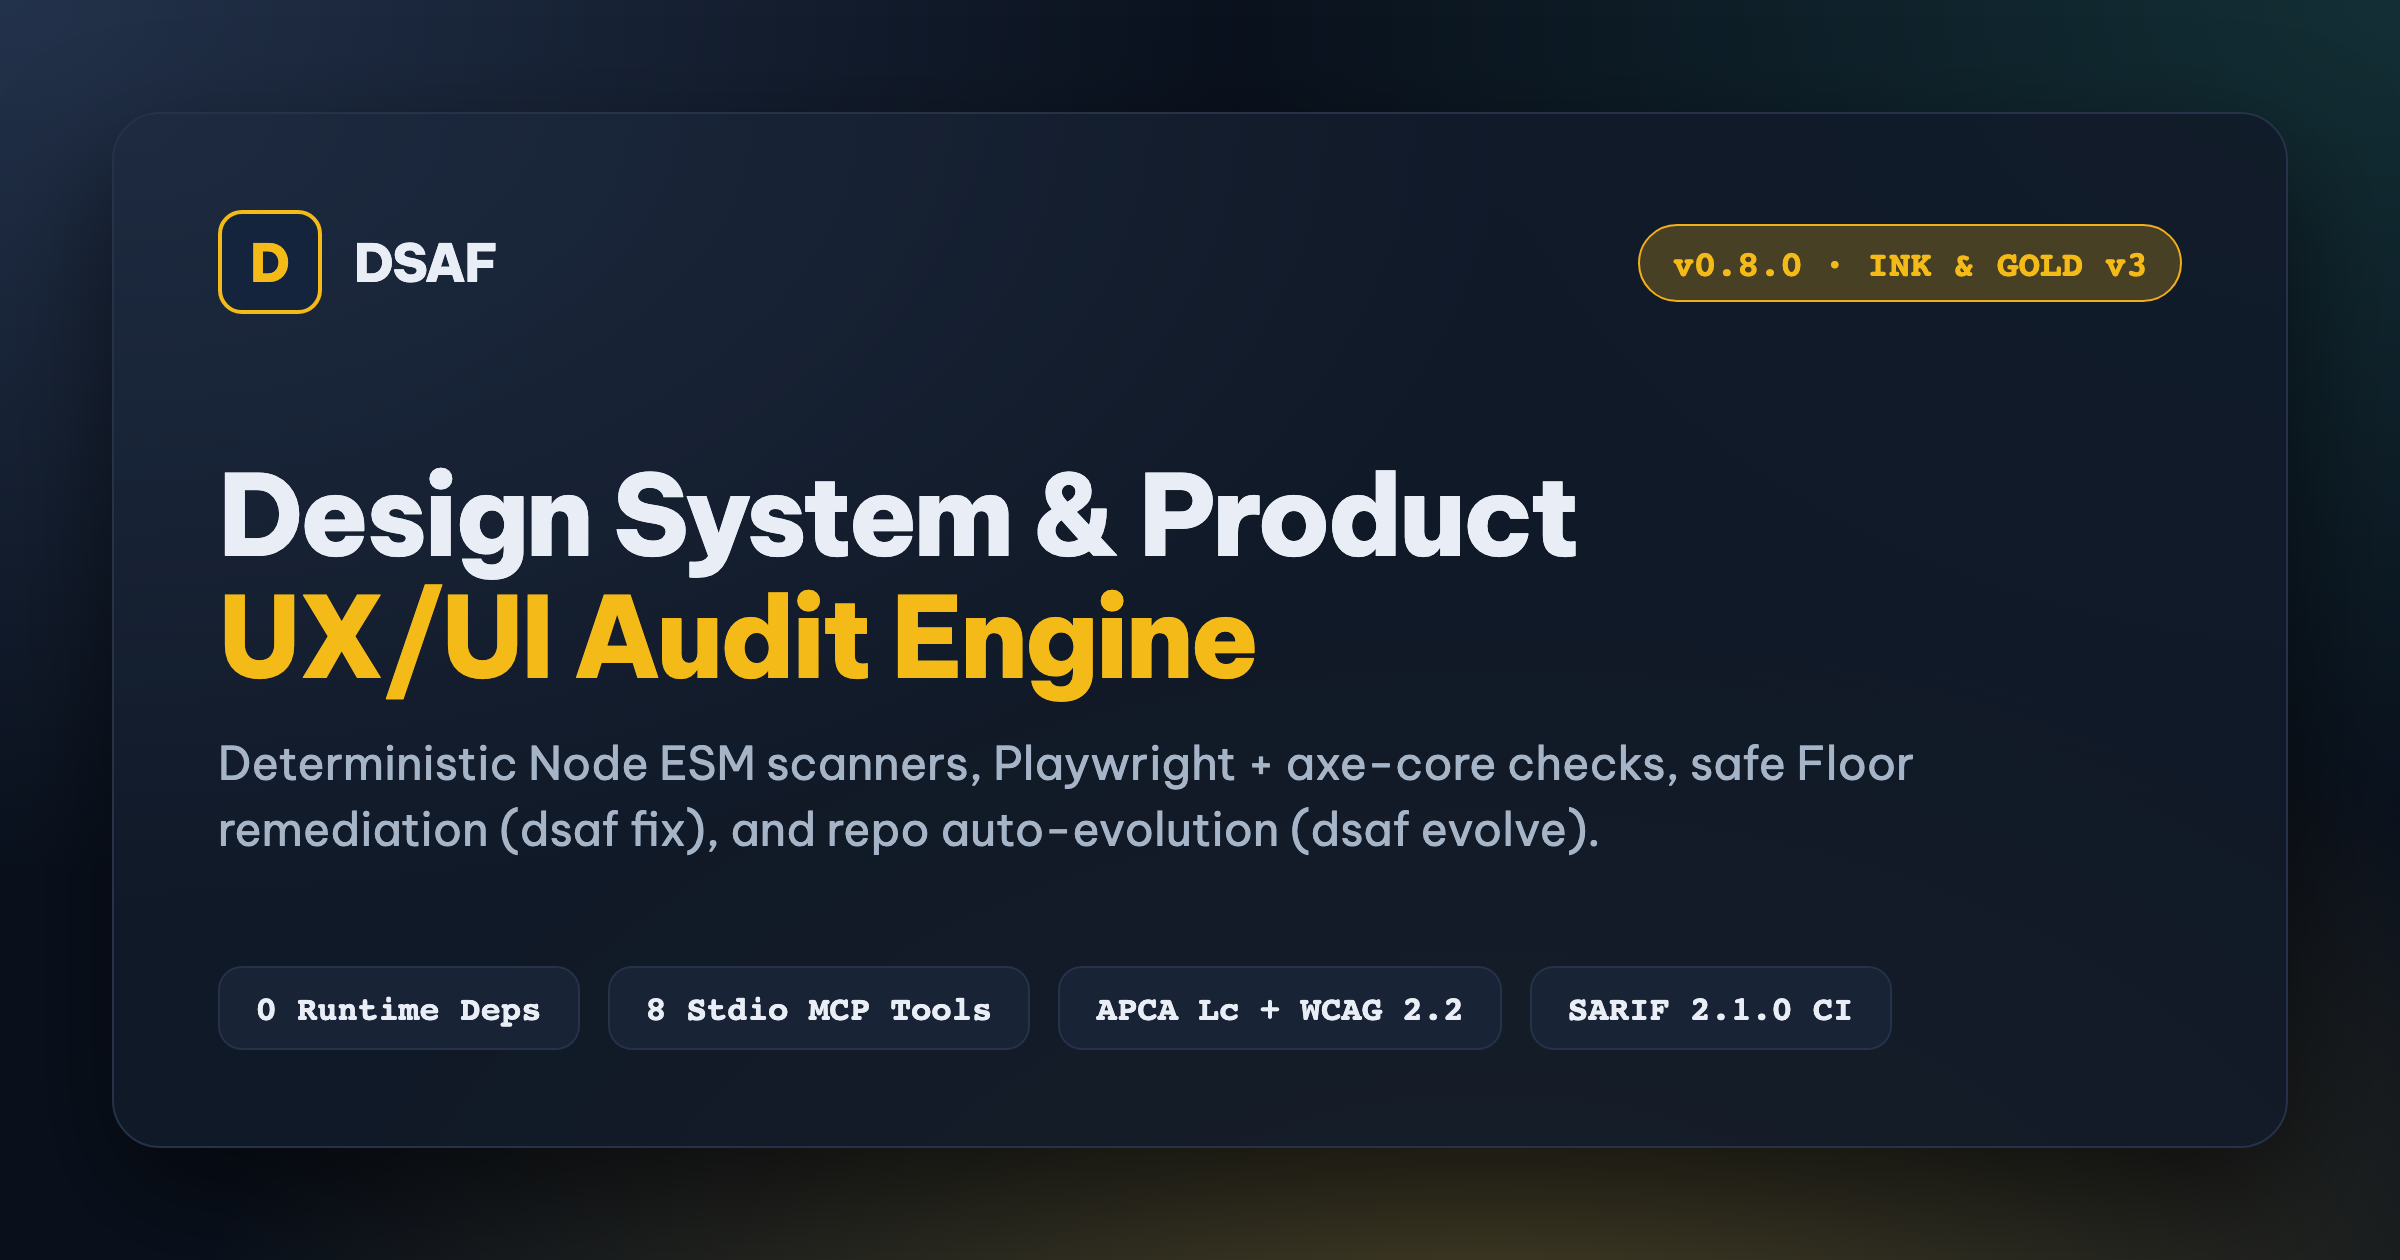 D
DSAF
v0.8.0 · INK & GOLD v3
Design System & Product
UX/UI Audit Engine
Deterministic Node ESM scanners, Playwright + axe-core checks, safe Floor
remediation (dsaf fix), and repo auto-evolution (dsaf evolve).
0 Runtime Deps
8 Stdio MCP Tools
APCA Lc + WCAG 2.2
SARIF 2.1.0 CI